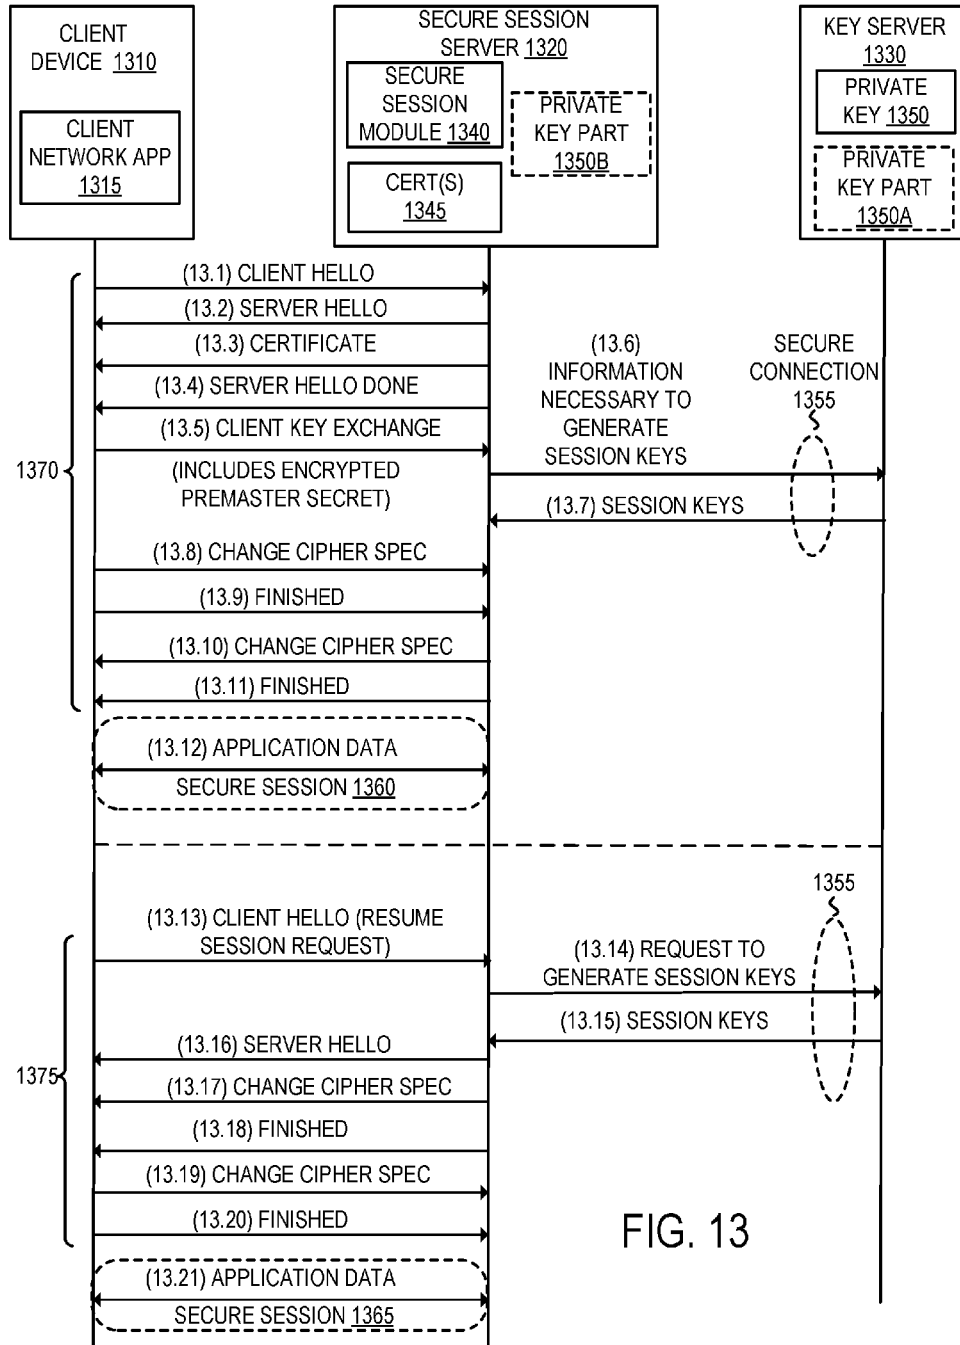 CLIENT
DEVICE 1310
CLIENT
NETWORK APP
1315
SECURE SESSION
SERVER 1320
SECURE
SESSION
MODULE 1340
PRIVATE
KEY PART
1350B
CERT(S)
1345
KEY SERVER
1330
PRIVATE
KEY 1350
PRIVATE
KEY PART
1350A
(13.1) CLIENT HELLO
(13.2) SERVER HELLO
(13.3) CERTIFICATE
(13.4) SERVER HELLO DONE
(13.5) CLIENT KEY EXCHANGE
(INCLUDES ENCRYPTED
PREMASTER SECRET)
1370
(13.6)
INFORMATION
NECESSARY TO
GENERATE
SESSION KEYS
SECURE
CONNECTION
1355
(13.7) SESSION KEYS
(13.8) CHANGE CIPHER SPEC
(13.9) FINISHED
(13.10) CHANGE CIPHER SPEC
(13.11) FINISHED
(13.12) APPLICATION DATA
SECURE SESSION 1360
1355
(13.13) CLIENT HELLO (RESUME
SESSION REQUEST)
(13.14) REQUEST TO
GENERATE SESSION KEYS
(13.15) SESSION KEYS
(13.16) SERVER HELLO
1375
(13.17) CHANGE CIPHER SPEC
(13.18) FINISHED
(13.19) CHANGE CIPHER SPEC
(13.20) FINISHED
FIG. 13
(13.21) APPLICATION DATA
SECURE SESSION 1365